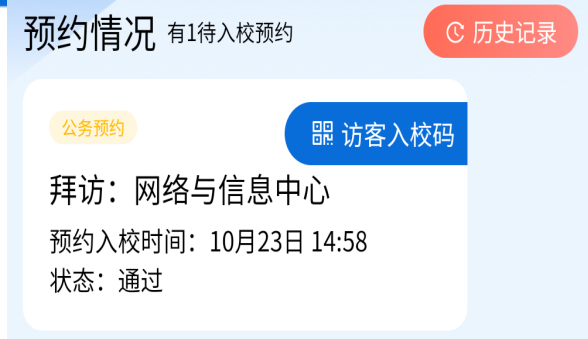 预约情况 有1待入校预约 历史记录
公务预约
访客入校码
拜访：网络与信息中心
预约入校时间：10月23日 14:58
状态：通过